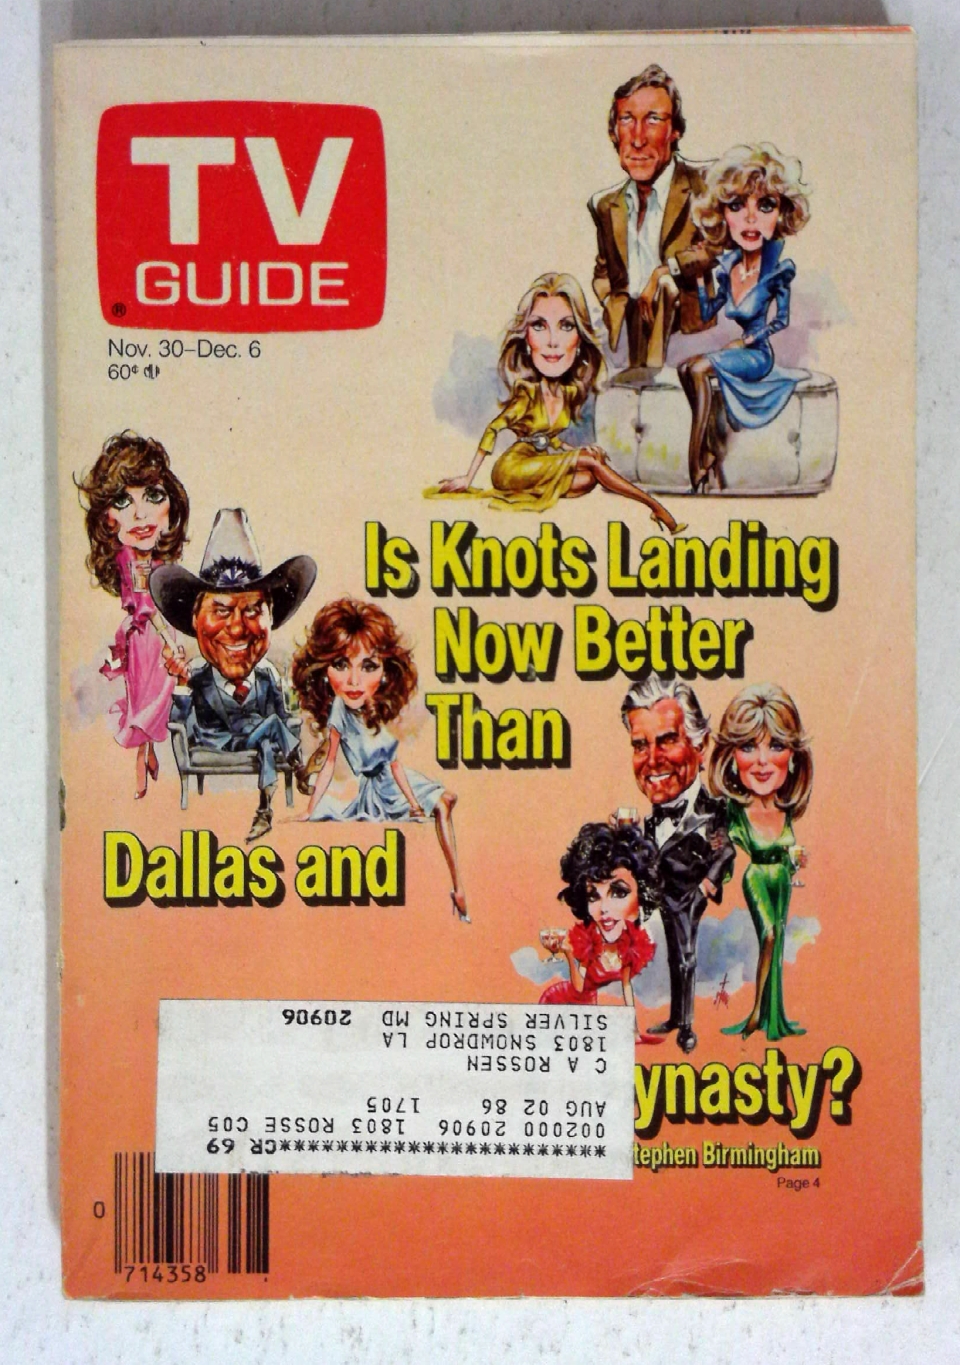 TV
GUIDE
®
Nov. 30–Dec. 6
60¢
Is Knots Landing
Now Better
Than
Dallas and
ynasty?
tephen Birmingham
Page 4
***********************CR 69
002000 20906 1803 ROSSE C05
AUG 02 86 1705
C A ROSSEN
1803 SNOWDROP LA
SILVER SPRING MD 20906
0
714358